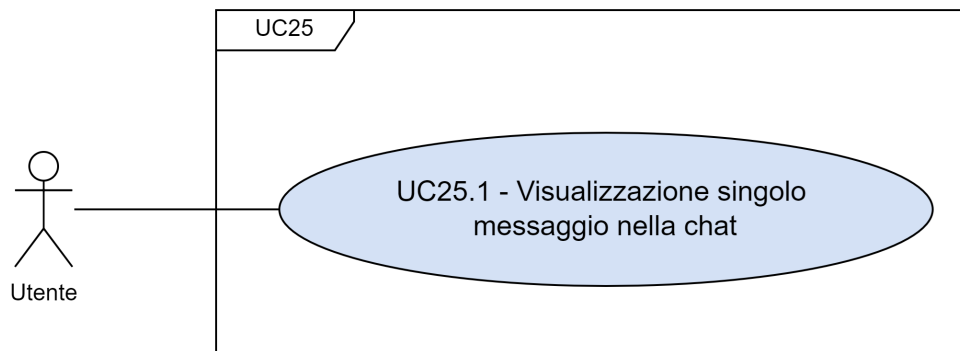 UC25
UC25.1 - Visualizzazione singolo
messaggio nella chat
Utente